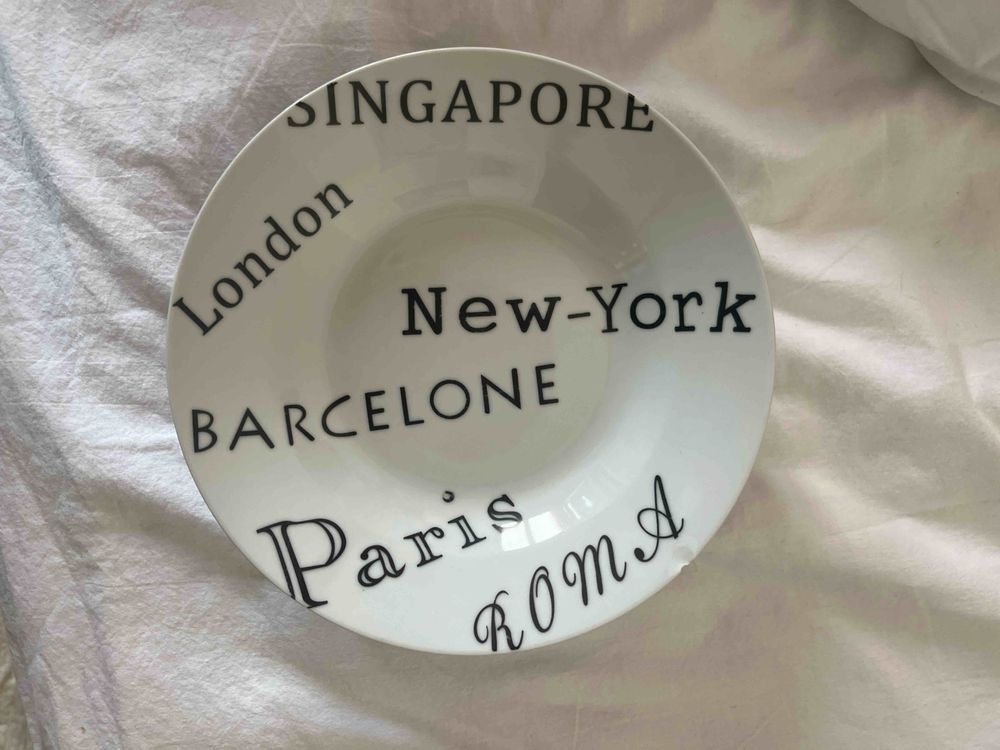 SINGAPORE
London
New-York
BARCELONE
Paris
ROMA